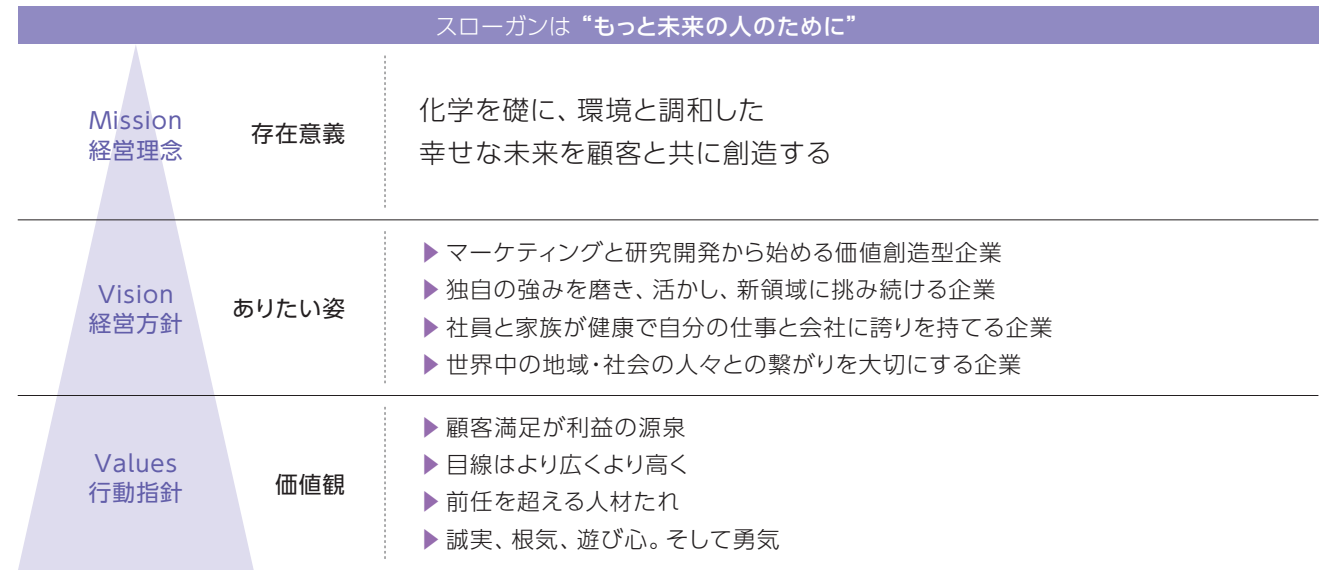 スローガンは“もっと未来の人のために”
Mission
経営理念
存在意義
化学を礎に、環境と調和した
幸せな未来を顧客と共に創造する
Vision
経営方針
ありたい姿
▶マーケティングと研究開発から始める価値創造型企業
▶独自の強みを磨き、活かし、新領域に挑み続ける企業
▶社員と家族が健康で自分の仕事と会社に誇りを持てる企業
▶世界中の地域・社会の人々との繋がりを大切にする企業
Values
行動指針
価値観
▶顧客満足が利益の源泉
▶目線はより広くより高く
▶前任を超える人材たれ
▶誠実、根気、遊び心。そして勇気